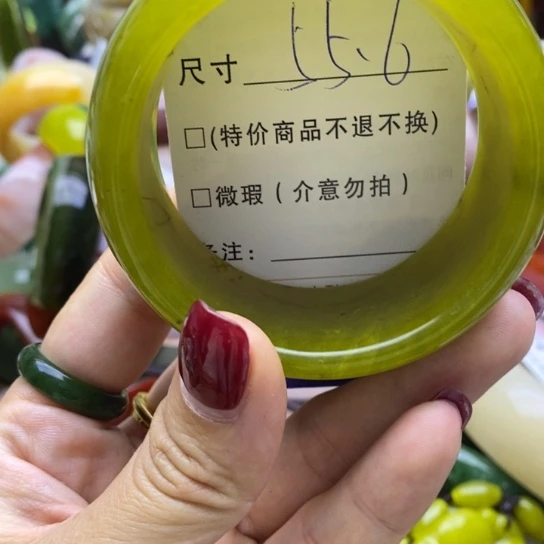 尺寸 55.6
□(特价商品不退不换)
□微瑕(介意勿拍)
备注: